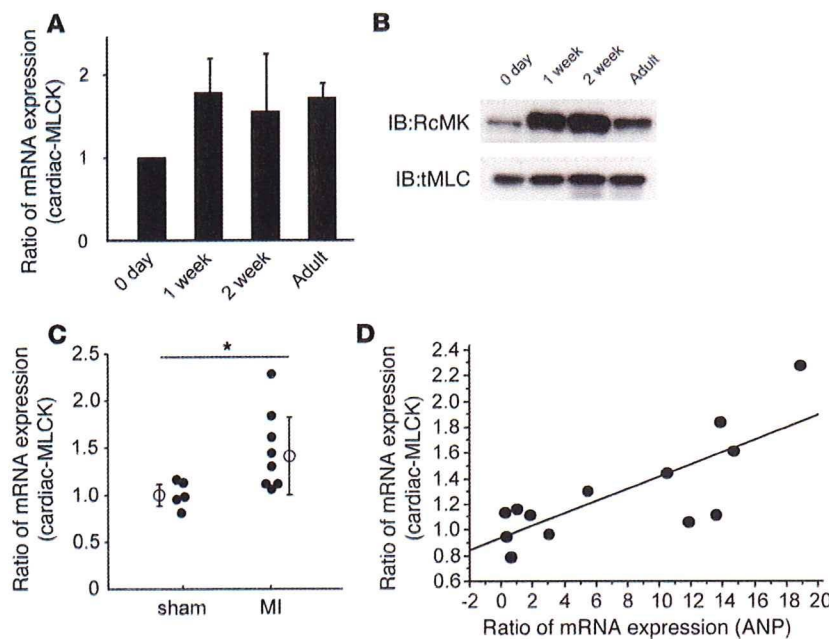 A
Ratio of mRNA expression
(cardiac-MLCK)
2
1
0
0 day
1 week
2 week
Adult
B
0 day
1 week
2 week
Adult
IB:RcMK
IB:tMLC
C
Ratio of mRNA expression
(cardiac-MLCK)
2.5
2.0
1.5
1.0
0.5
0
*
sham
MI
D
Ratio of mRNA expression
(cardiac-MLCK)
2.4
2.2
2.0
1.8
1.6
1.4
1.2
1.0
0.8
0.6
-2 0 2 4 6 8 10 12 14 16 18 20
Ratio of mRNA expression (ANP)